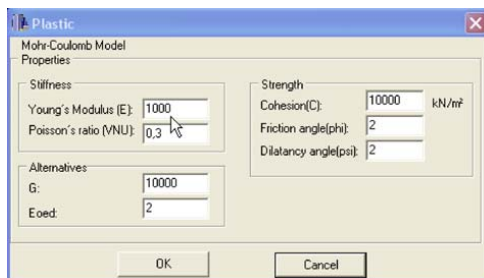 Plastic
Mohr-Coulomb Model
Properties
Stiffness
Young's Modulus (E): 1000
Poisson's ratio (VNU): 0,3
Alternatives
G: 10000
Eoed: 2
Strength
Cohesion(C): 10000 kN/m²
Friction angle(phi): 2
Dilatancy angle(psi): 2
OK Cancel